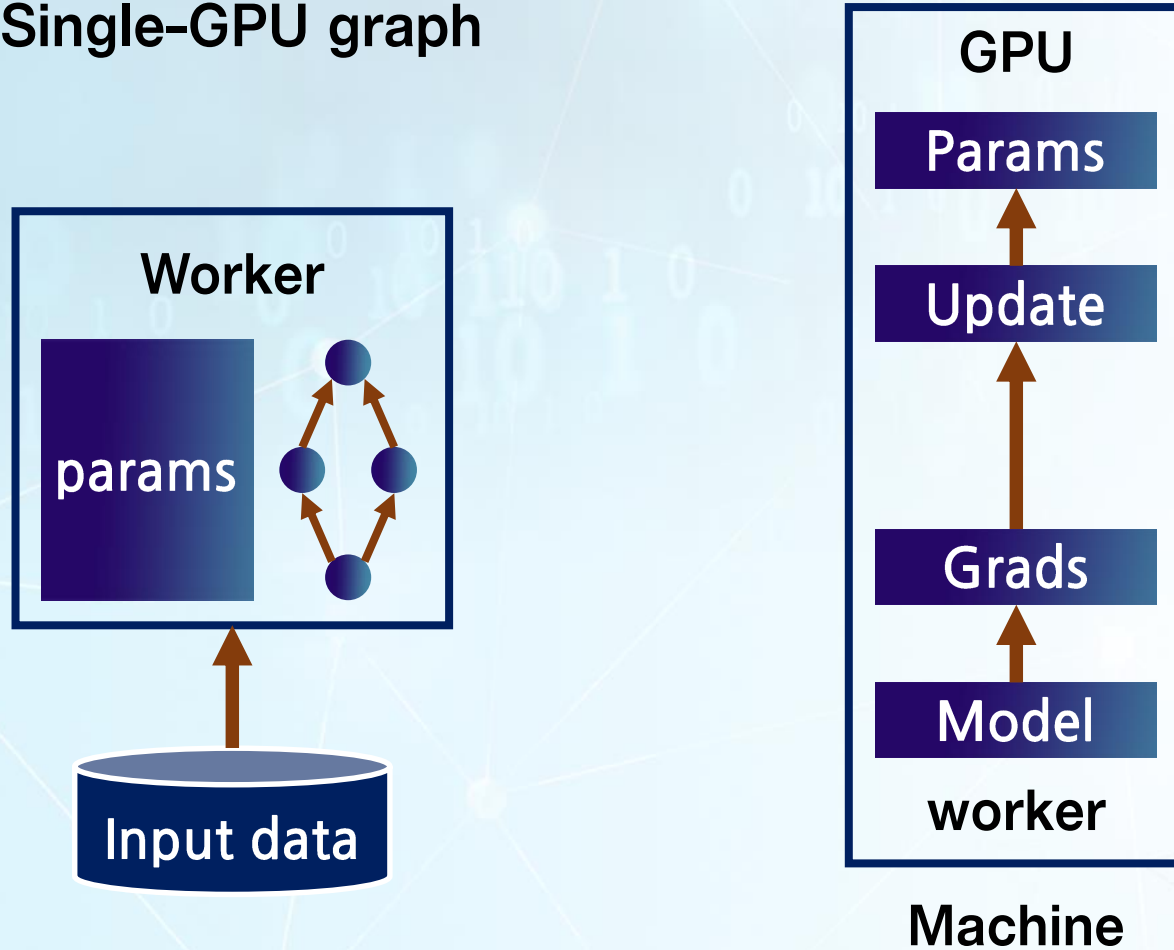 Single-GPU graph
Worker
params
Input data
GPU
Params
Update
Grads
Model
worker
Machine